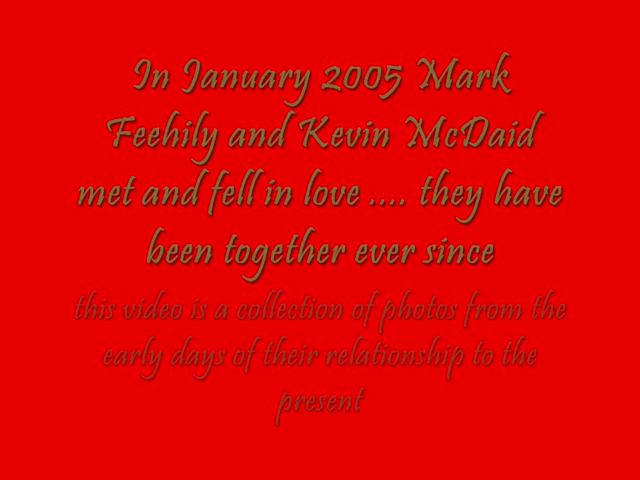 In January 2005 Mark
Feehily and Kevin McDaid
met and fell in love .... they have
been together ever since
this video is a collection of photos from the
early days of their relationship to the
present